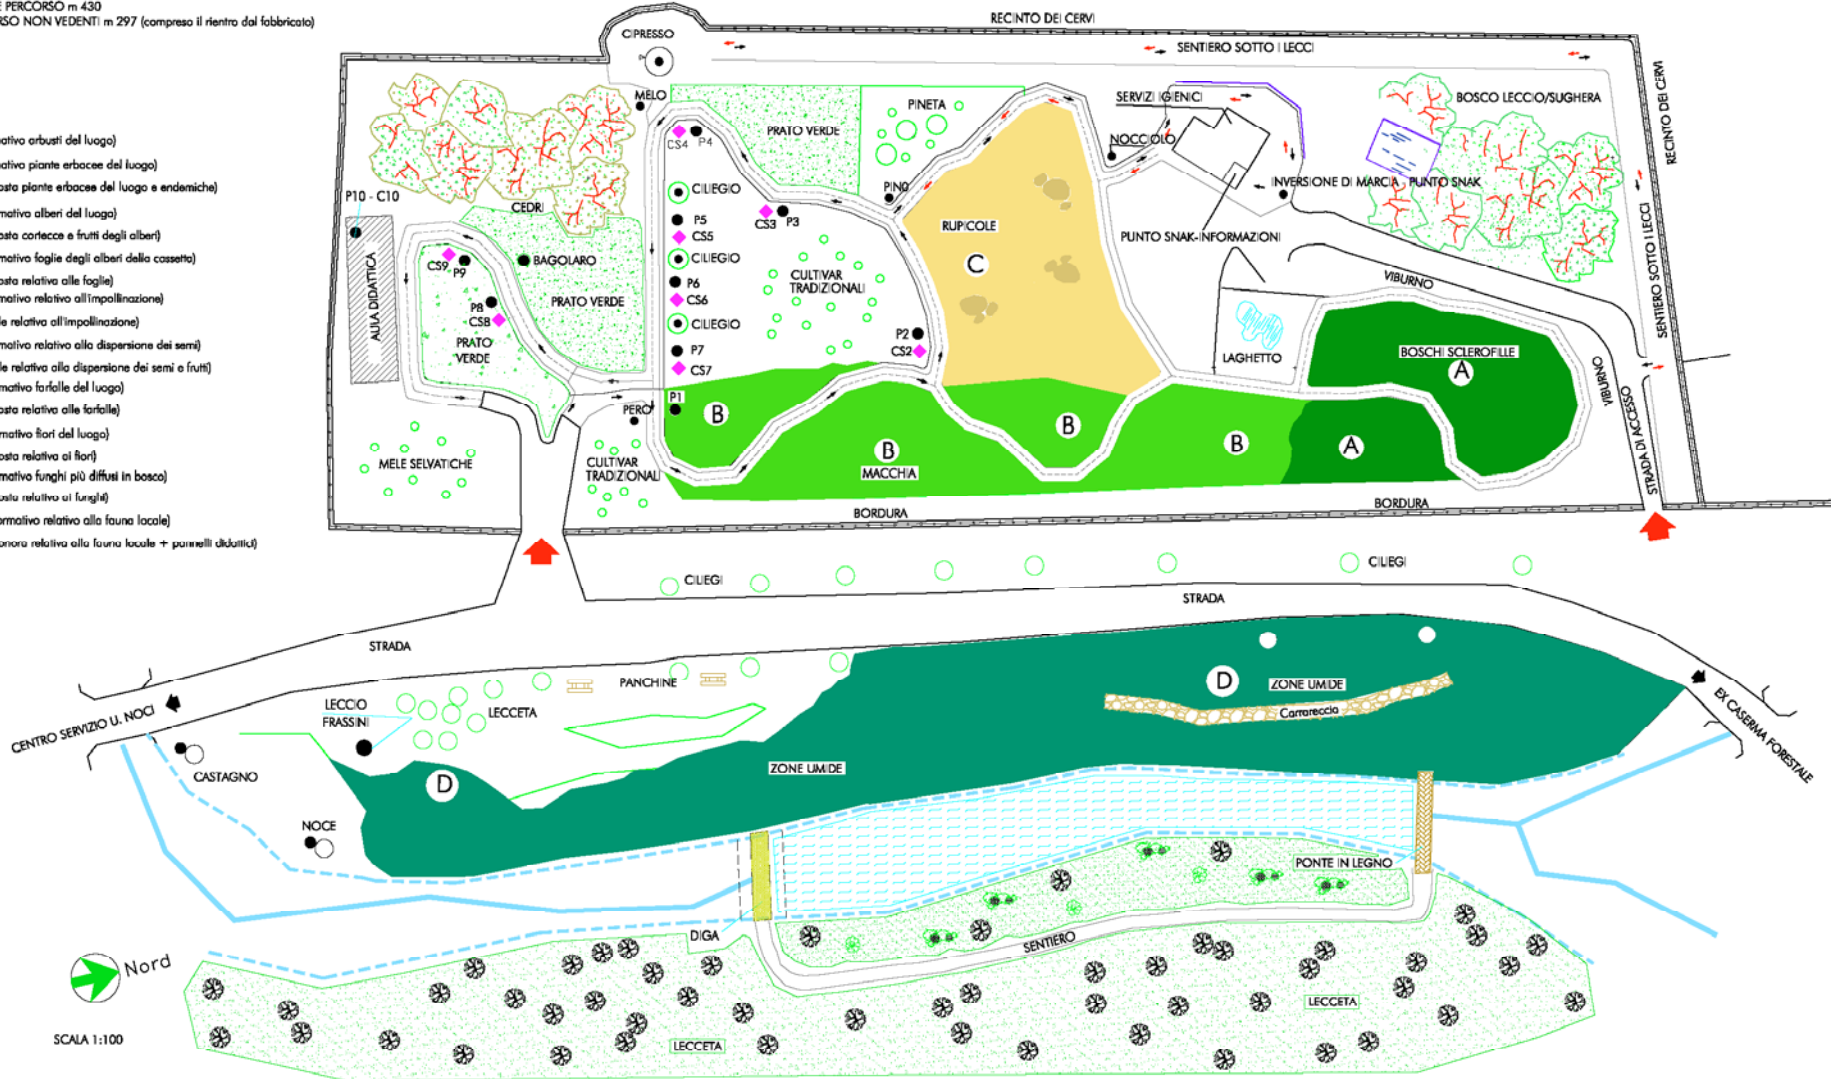 E PERCORSO m 430
RSO NON VEDENTI m 297 (compreso il rientro dal fabbricato)
ativo arbusti del luogo)
ativo piante erbacee del luogo)
osta piante erbacee del luogo e endemiche)
mativo alberi del luogo)
osta cortecce e frutti degli alberi)
mativo foglie degli alberi della cassetta)
osta relativa alle foglie)
mativo relativo all'impollinazione)
le relativa all'impollinazione)
mativo relativo alla dispersione dei semi)
le relativa alla dispersione dei semi e frutti)
mativo farfalle del luogo)
osta relativa alle farfalle)
mativo fiori del luogo)
osta relativa ai fiori)
mativo funghi più diffusi in bosco)
osta relativa ai funghi)
ormativo relativo alla fauna locale)
onora relativa alla fauna locale + pannelli didattici)
RECINTO DEI CERVI
CIPRESSO
SENTIERO SOTTO I LECCI
MELO
PRATO VERDE
PINETA
SERVIZI IGIENICI
BOSCO LECCIO/SUGHERA
RECINTO DEI CERVI
CS4
P4
NOCCIOLO
P10 - C10
CILIEGIO
PINO
INVERSIONE DI MARCIA
PUNTO SNAK
CEDRI
P5
CS3
P3
CS5
RUPICOLE
PUNTO SNAK-INFORMAZIONI
C
CS9
P9
BAGOLARO
CILIEGIO
CULTIVAR
TRADIZIONALI
VIBURNO
SENTIERO SOTTO I LECCI
AULA DIDATTICA
P8
CS8
PRATO VERDE
P6
CS6
CILIEGIO
PRATO
VERDE
P7
CS7
P2
CS2
LAGHETTO
BOSCHI SCLEROFILLE
A
VIBURNO
STRADA DI ACCESSO
P1
PERO
B
B
B
B
A
MACCHIA
MELE SELVATICHE
CULTIVAR
TRADIZIONALI
BORDURA
BORDURA
CILIEGI
CILIEGI
STRADA
STRADA
PANCHINE
D
ZONE UMIDE
Carrareccia
LECCIO
FRASSINI
LECCETA
CENTRO SERVIZIO U. NOCI
EX CASERMA FORESTALE
CASTAGNO
D
ZONE UMIDE
NOCE
PONTE IN LEGNO
DIGA
SENTIERO
Nord
LECCETA
SCALA 1:100
LECCETA